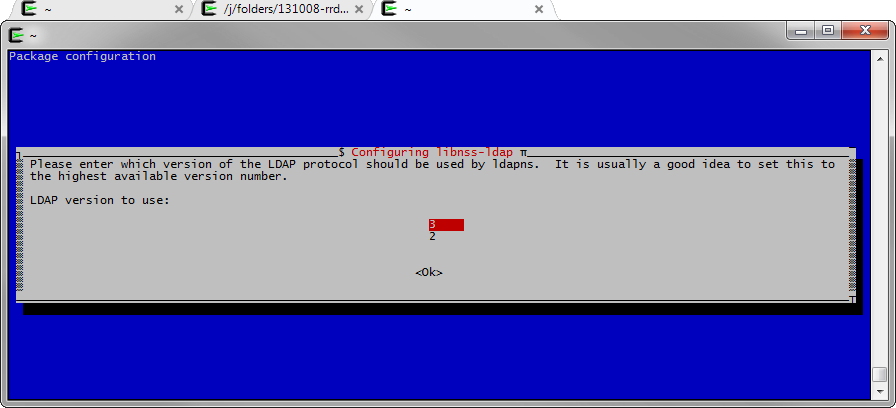 ~
/j/folders/131008-rrd...
~
~
Package configuration
$ Configuring libnss-ldap π
Please enter which version of the LDAP protocol should be used by ldapns.  It is usually a good idea to set this to
the highest available version number.
LDAP version to use:
3
2
<Ok>